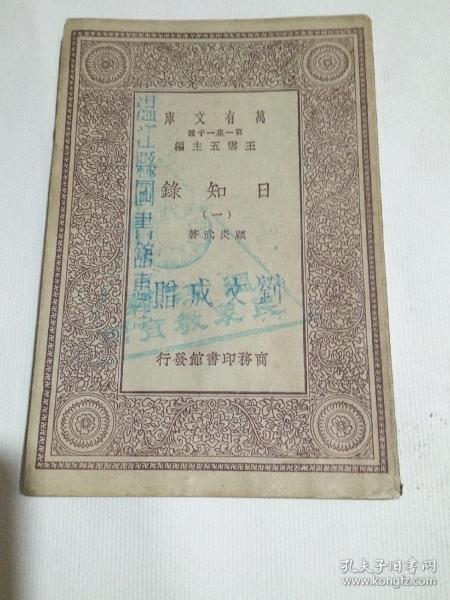 萬有文庫
第一集一千種
王雲五主編
日知錄
(一)
顧炎武著
劉文成贈
商務印書館發行
溫江縣圖書館
孔夫子旧书网
www.kongfz.com